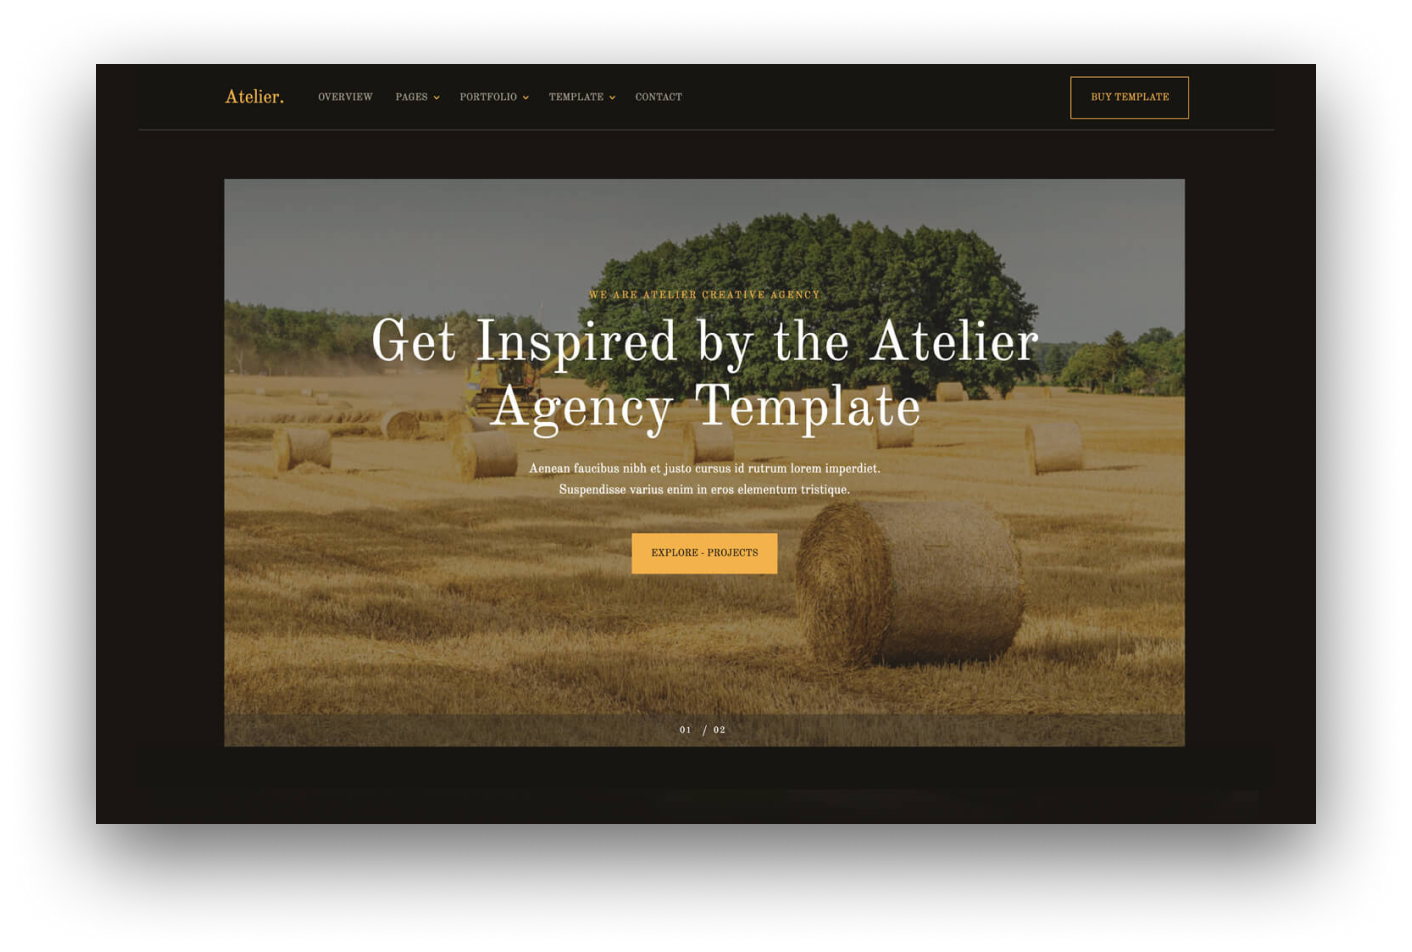 Atelier.
OVERVIEW
PAGES
PORTFOLIO
TEMPLATE
CONTACT
BUY TEMPLATE
WE ARE ATELIER CREATIVE AGENCY
Get Inspired by the Atelier
Agency Template
Aenean faucibus nibh et justo cursus id rutrum lorem imperdiet.
Suspendisse varius enim in eros elementum tristique.
EXPLORE - PROJECTS
01 / 02